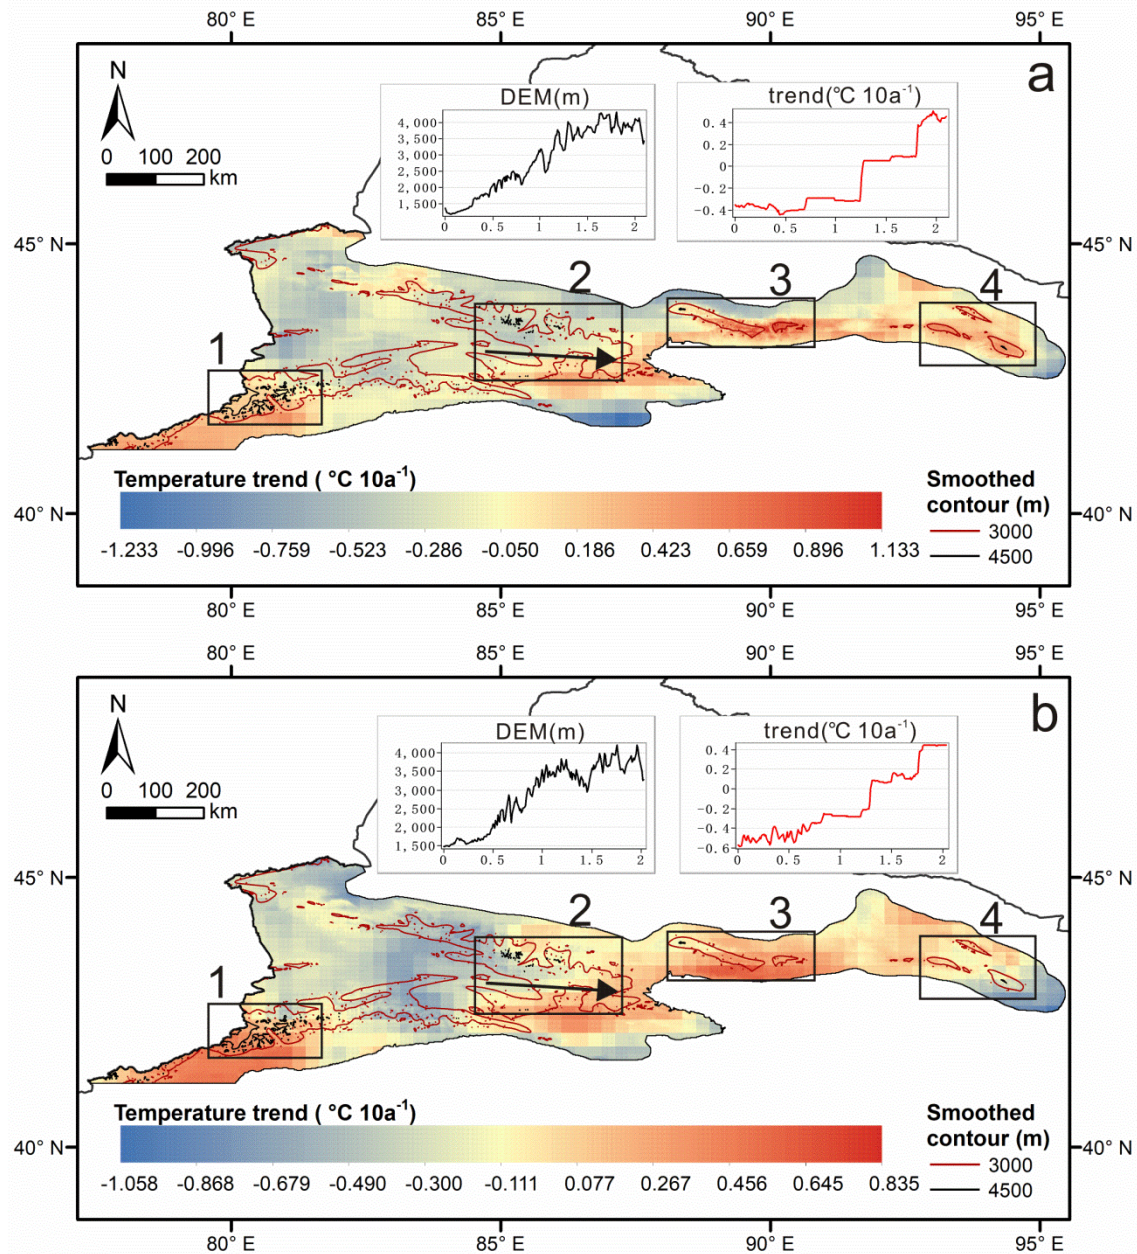 80° E 85° E 90° E 95° E
a
N
0 100 200
km
DEM(m)
4,000
3,500
3,000
2,500
2,000
1,500
0 0.5 1 1.5 2
trend(°C 10a⁻¹)
0.4
0.2
0
-0.2
-0.4
0 0.5 1 1.5 2
45° N 45° N
1 2 3 4
Temperature trend ( °C 10a⁻¹)
-1.233 -0.996 -0.759 -0.523 -0.286 -0.050 0.186 0.423 0.659 0.896 1.133
Smoothed
contour (m)
3000
4500
40° N 40° N
80° E 85° E 90° E 95° E
80° E 85° E 90° E 95° E
b
N
0 100 200
km
DEM(m)
4,000
3,500
3,000
2,500
2,000
1,500
0 0.5 1 1.5 2
trend(°C 10a⁻¹)
0.4
0.2
0
-0.2
-0.4
-0.6
0 0.5 1 1.5 2
45° N 45° N
1 2 3 4
Temperature trend ( °C 10a⁻¹)
-1.058 -0.868 -0.679 -0.490 -0.300 -0.111 0.077 0.267 0.456 0.645 0.835
Smoothed
contour (m)
3000
4500
40° N 40° N
80° E 85° E 90° E 95° E